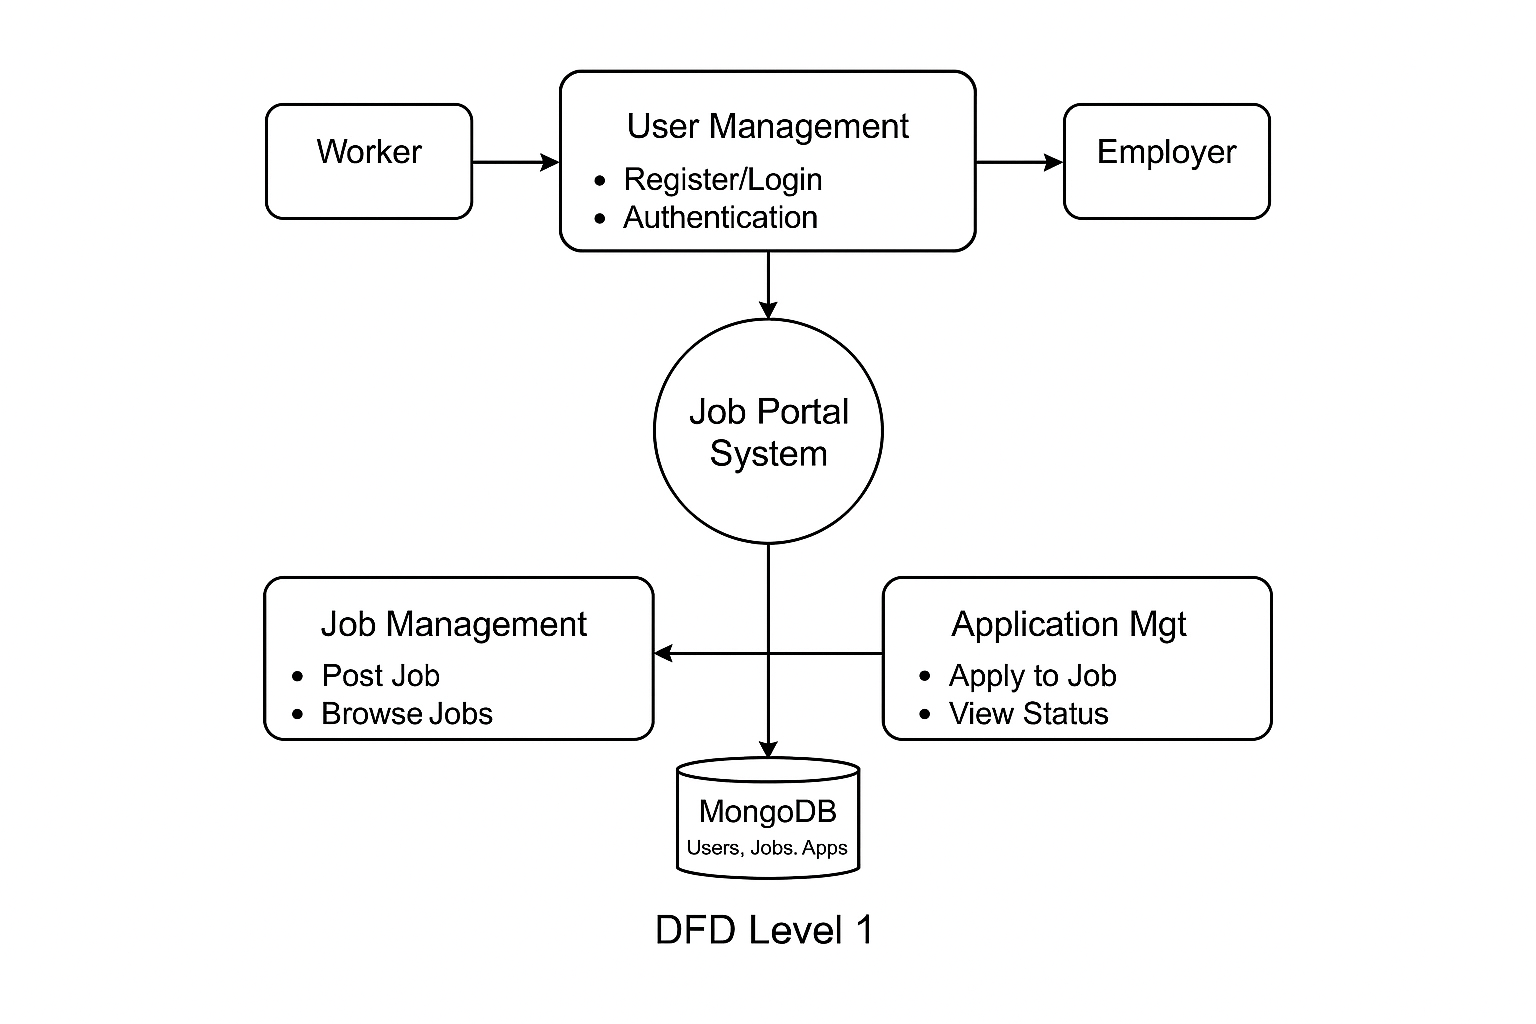 Worker
User Management
• Register/Login
• Authentication
Employer
Job Portal
System
Job Management
• Post Job
• Browse Jobs
Application Mgt
• Apply to Job
• View Status
MongoDB
Users, Jobs. Apps
DFD Level 1